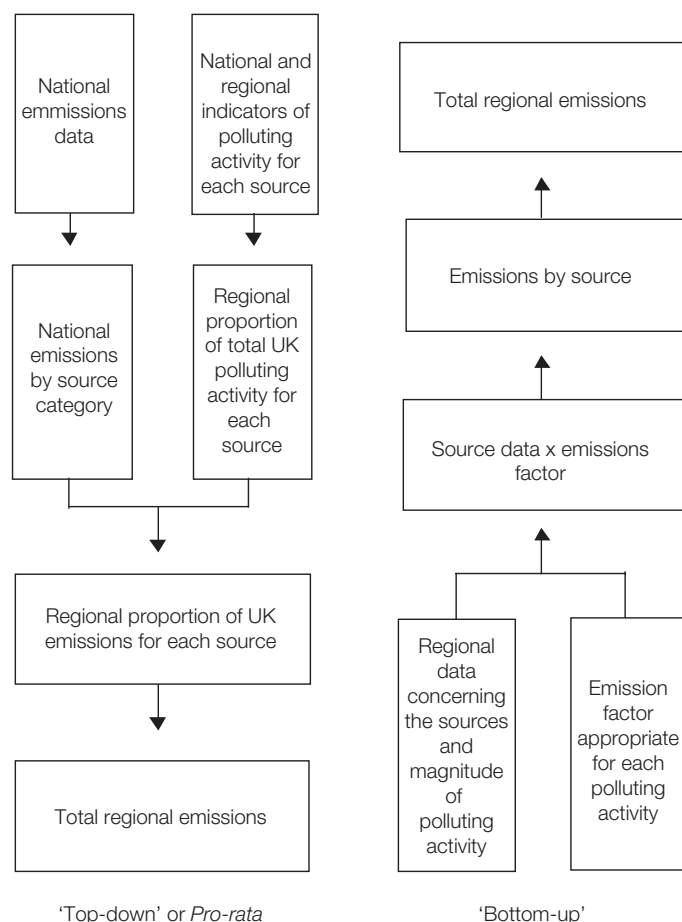 National
emmissions
data
National and
regional
indicators of
polluting
activity for
each source
National
emissions
by source
category
Regional
proportion
of total UK
polluting
activity for
each
source
Regional proportion of UK
emissions for each source
Total regional emissions
‘Top-down’ or Pro-rata
Total regional emissions
Emissions by source
Source data x emissions
factor
Regional
data
concerning
the sources
and
magnitude
of
polluting
activity
Emission
factor
appropriate
for each
polluting
activity
‘Bottom-up’